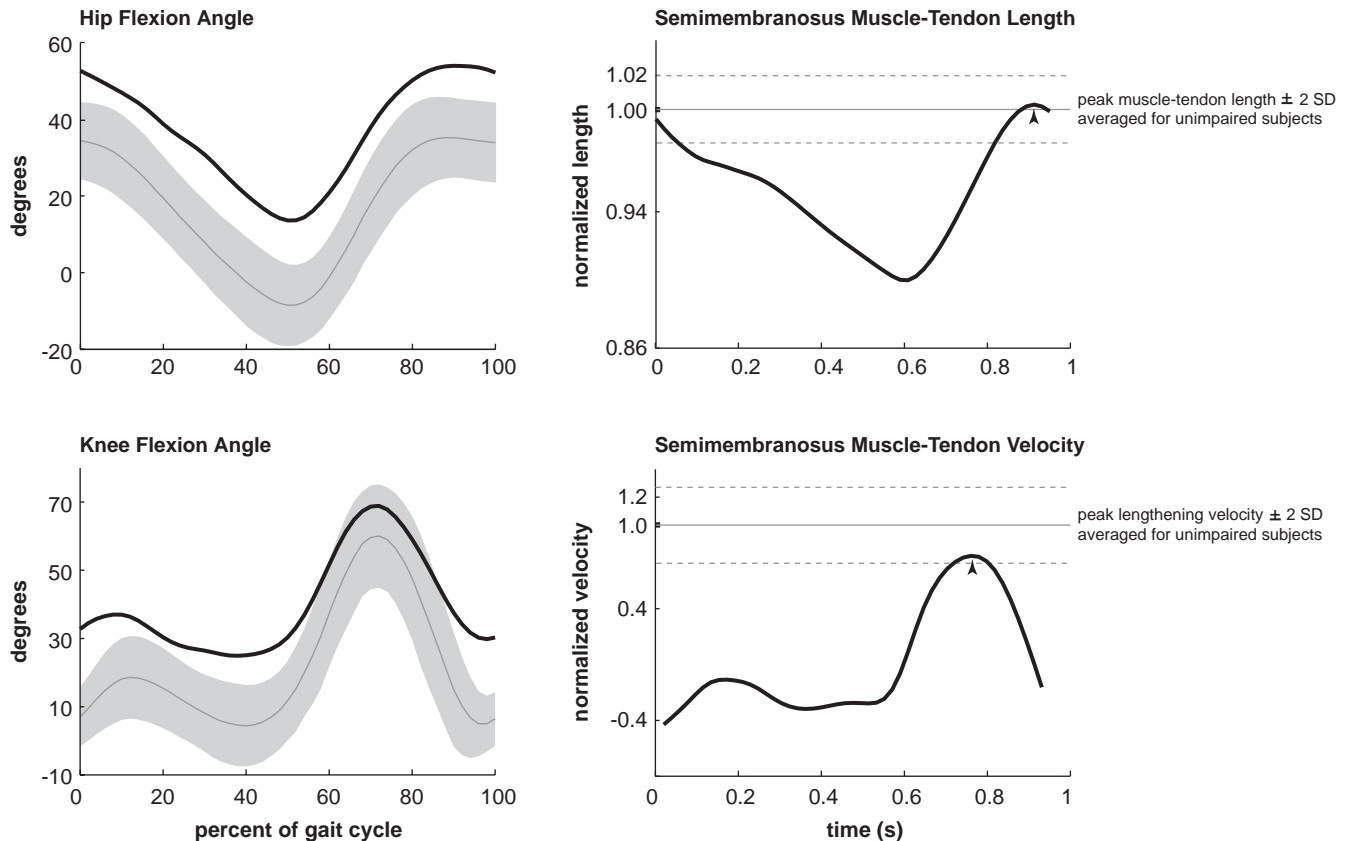 Hip Flexion Angle
60
40
20
0
-20
degrees
0 20 40 60 80 100
Semimembranosus Muscle-Tendon Length
1.02
1.00
0.94
0.86
normalized length
0 0.2 0.4 0.6 0.8 1
peak muscle-tendon length ± 2 SD
averaged for unimpaired subjects
Knee Flexion Angle
70
50
30
10
-10
degrees
0 20 40 60 80 100
percent of gait cycle
Semimembranosus Muscle-Tendon Velocity
1.2
1.0
0.4
-0.4
normalized velocity
0 0.2 0.4 0.6 0.8 1
time (s)
peak lengthening velocity ± 2 SD
averaged for unimpaired subjects